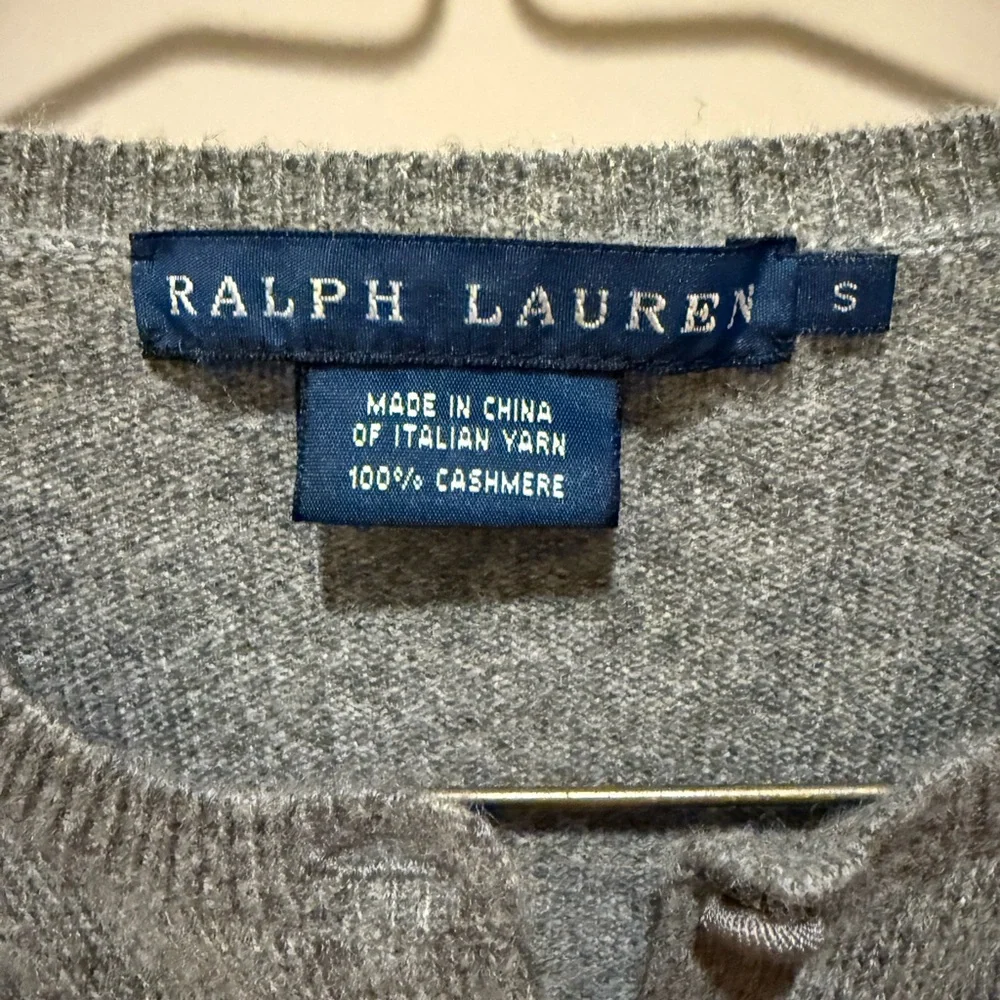 RALPH LAUREN
S
MADE IN CHINA
OF ITALIAN YARN
100% CASHMERE